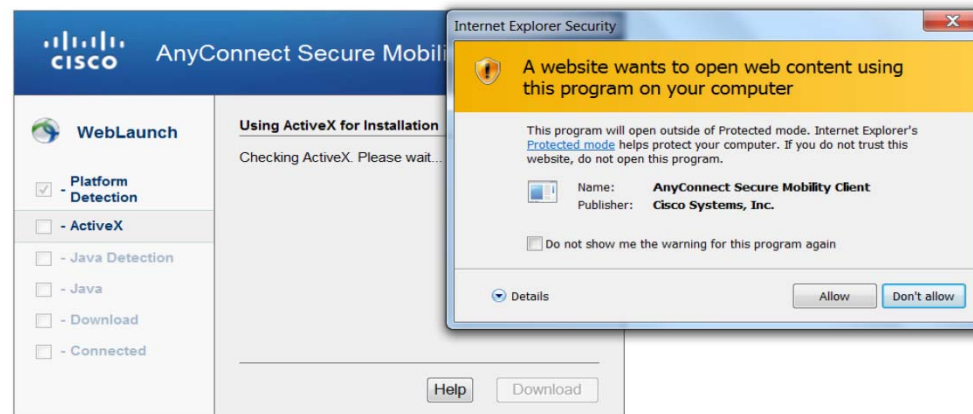 CISCO
AnyConnect Secure Mobili
WebLaunch
- Platform
Detection
- ActiveX
- Java Detection
- Java
- Download
- Connected
Using ActiveX for Installation
Checking ActiveX. Please wait...
Help
Download
Internet Explorer Security
A website wants to open web content using
this program on your computer
This program will open outside of Protected mode. Internet Explorer's
Protected mode helps protect your computer. If you do not trust this
website, do not open this program.
Name: AnyConnect Secure Mobility Client
Publisher: Cisco Systems, Inc.
Do not show me the warning for this program again
Details
Allow
Don't allow